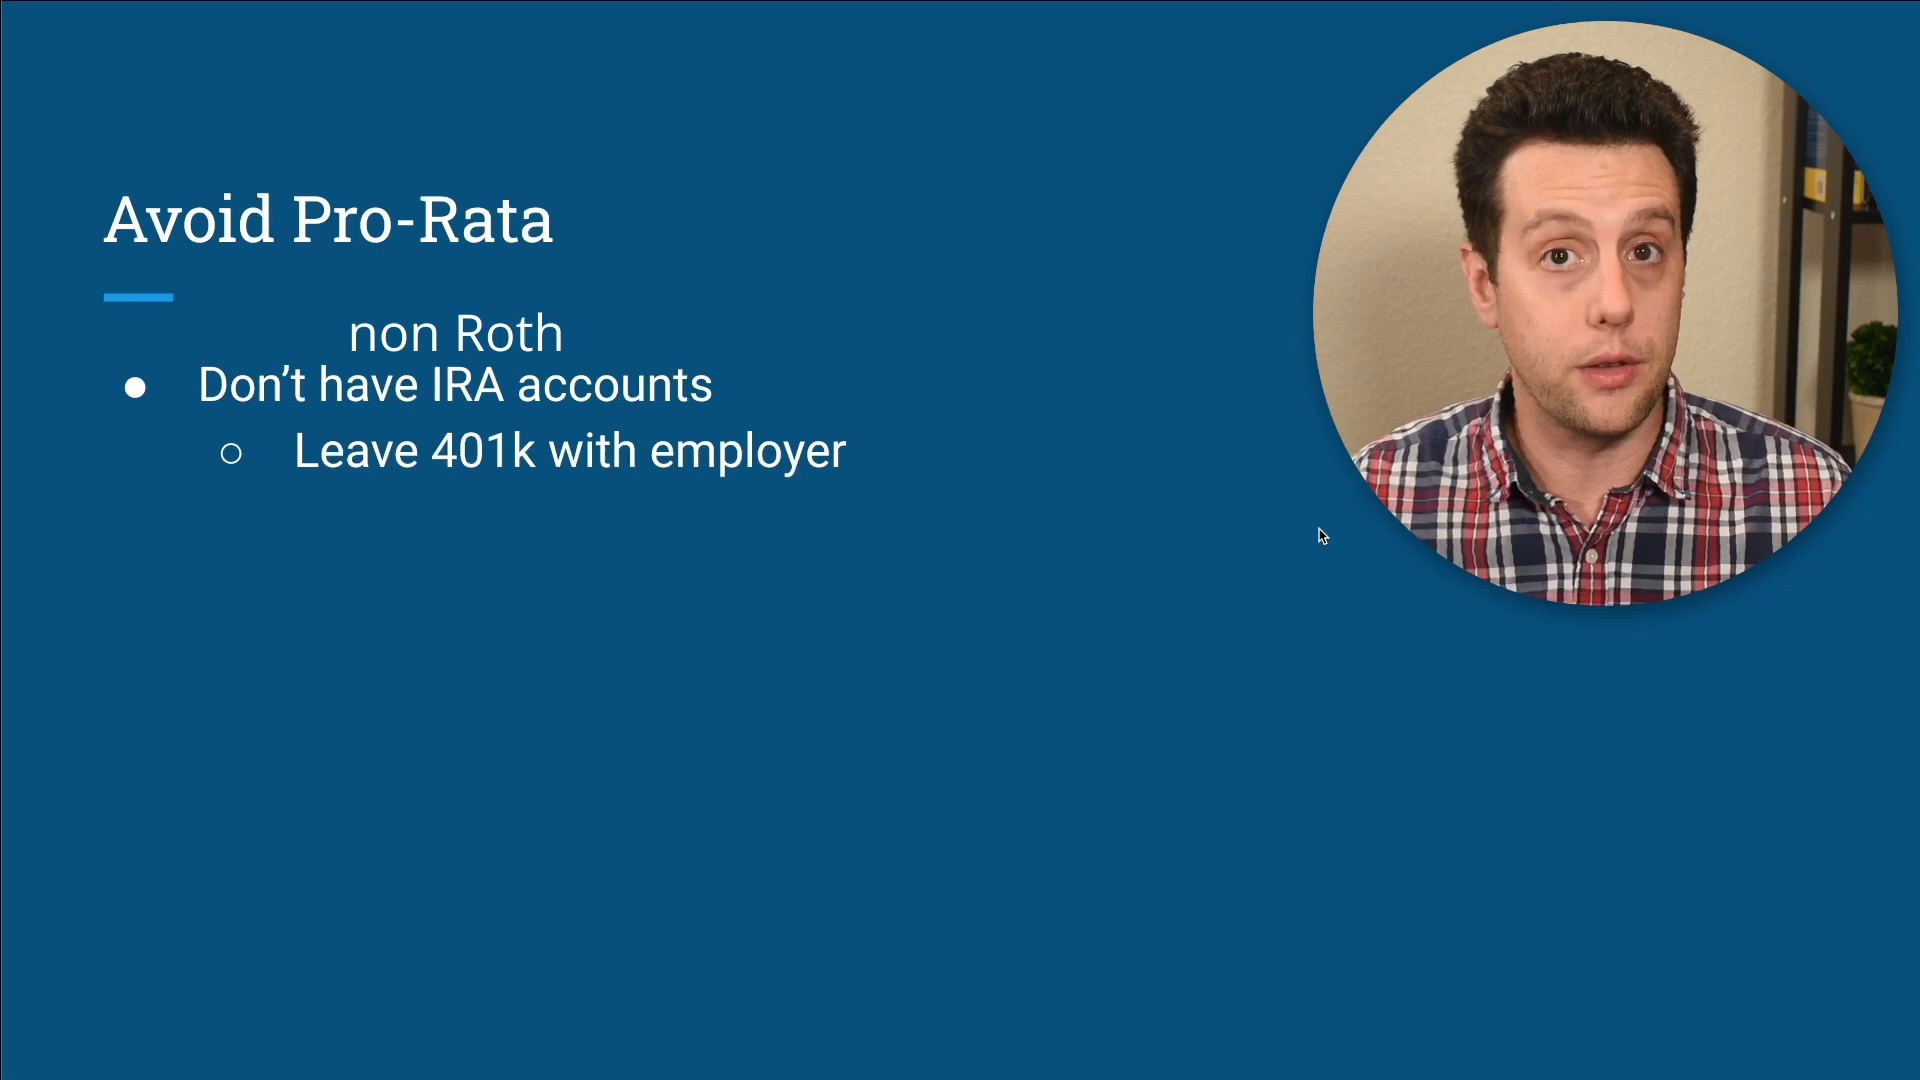 Avoid Pro-Rata
non Roth
● Don’t have IRA accounts
○ Leave 401k with employer